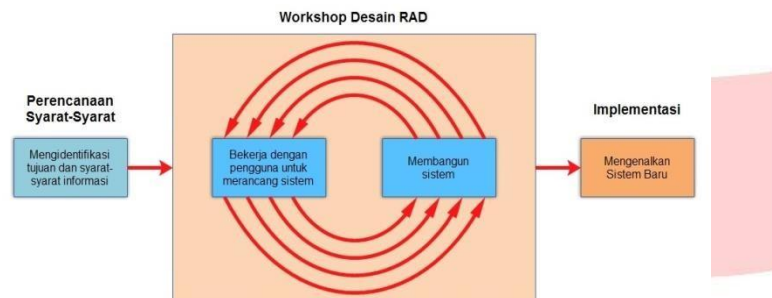 Workshop Desain RAD
Perencanaan
Syarat-Syarat
Mengidentifikasi
tujuan dan syarat-
syarat informasi
Bekerja dengan
pengguna untuk
merancang sistem
Membangun
sistem
Implementasi
Mengenalkan
Sistem Baru